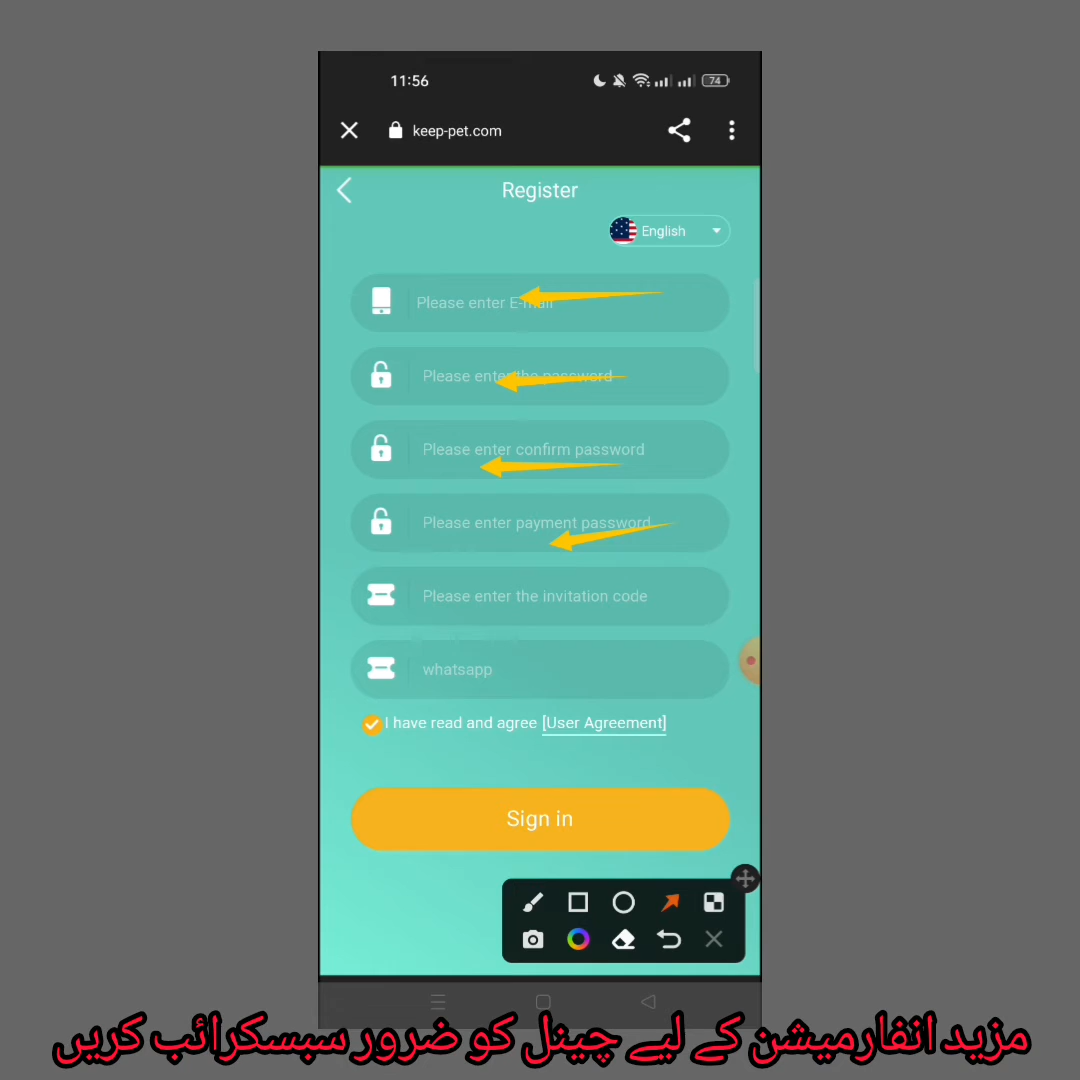 11:56
74
keep-pet.com
Register
English
Please enter E-mail
Please enter the password
Please enter confirm password
Please enter payment password
Please enter the invitation code
whatsapp
I have read and agree [User Agreement]
Sign in
مزید انفارمیشن کے لیے چینل کو ضرور سبسکرائب کریں